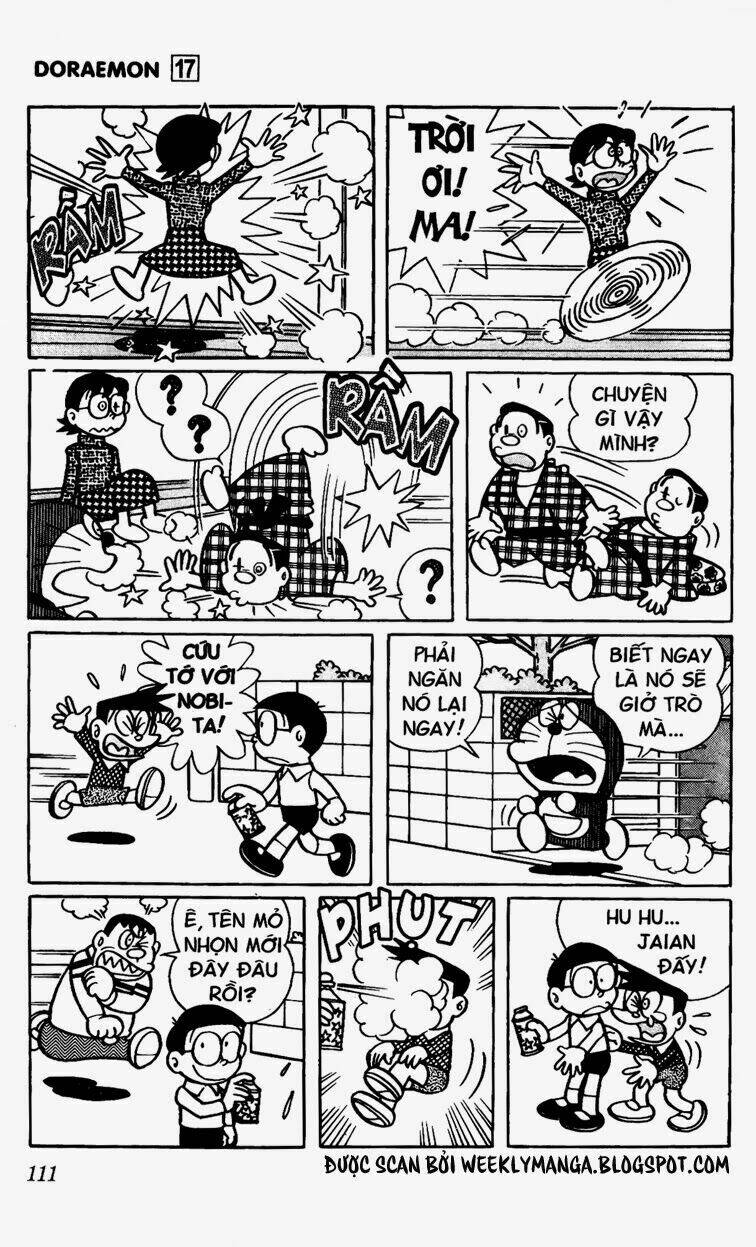 DORAEMON 17
TRỜI
ƠI!
MA!
RẦM
CHUYỆN
GÌ VẬY
MÌNH?
RẦM
?
?
?
BIẾT NGAY
LÀ NÓ SẼ
GIỞ TRÒ
MÀ...
PHẢI
NGĂN
NÓ LẠI
NGAY!
CỨU
TỚ VỚI
NOBI-
TA!
HU HU...
JAIAN
ĐẤY!
PHỤT
Ê, TÊN MỎ
NHỌN MỚI
ĐÂY ĐÂU
RỒI?
111
ĐƯỢC SCAN BỞI WEEKLYMANGA.BLOGSPOT.COM